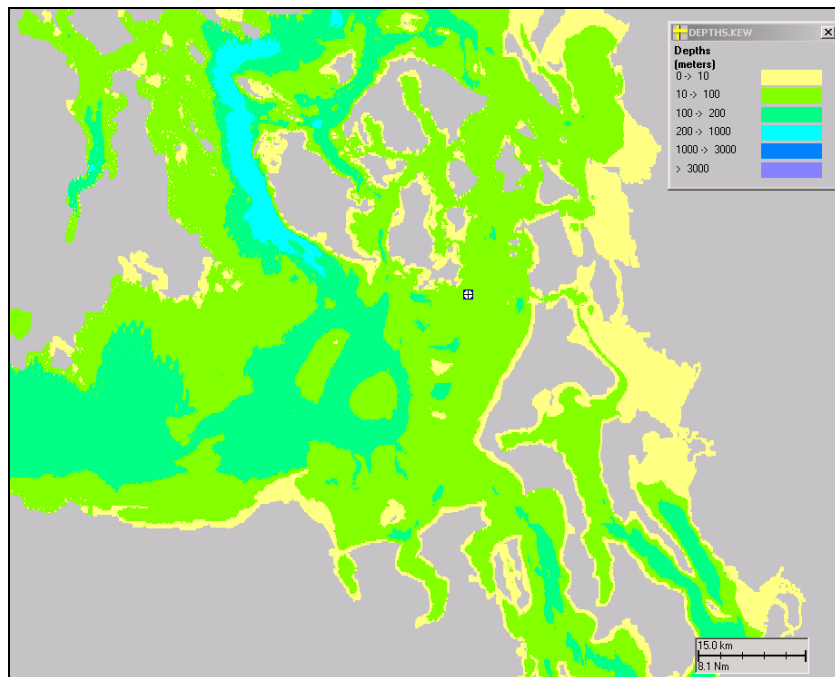 DEPTHS.KEW
Depths
(meters)
0 -> 10
10 -> 100
100 -> 200
200 -> 1000
1000 -> 3000
> 3000
15.0 km
8.1 Nm